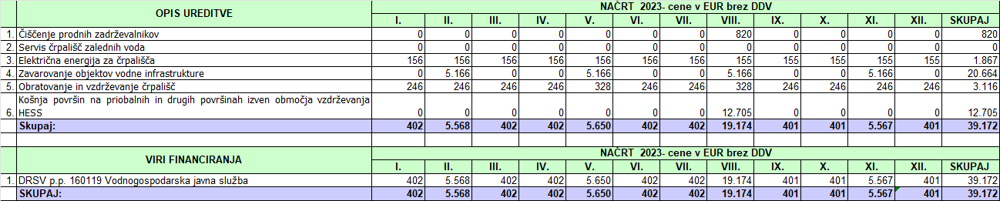 OPIS UREDITVE NAČRT 2023- cene v EUR brez DDV
I. II. III. IV. V. VI. VII. VIII. IX. X. XI. XII. SKUPAJ
1. Čiščenje prodnih zadrževalnikov 0 0 0 0 0 0 0 820 0 0 0 0 820
2. Servis črpališč zalednih voda 0 0 0 0 0 0 0 0 0 0 0 0 0
3. Električna energija za črpališča 156 156 156 156 156 156 156 155 155 155 155 155 1.867
4. Zavarovanje objektov vodne infrastrukture 0 5.166 0 0 5.166 0 0 5.166 0 0 5.166 0 20.664
5. Obratovanje in vzdrževanje črpališč 246 246 246 246 328 246 246 328 246 246 246 246 3.116
Košnja površin na priobalnih in drugih površinah izven območja vzdrževanja
6. HESS 0 0 0 0 0 0 0 12.705 0 0 0 0 12.705
Skupaj: 402 5.568 402 402 5.650 402 402 19.174 401 401 5.567 401 39.172
VIRI FINANCIRANJA NAČRT 2023- cene v EUR brez DDV
I. II. III. IV. V. VI. VII. VIII. IX. X. XI. XII. SKUPAJ
1. DRSV p.p. 160119 Vodnogospodarska javna služba 402 5.568 402 402 5.650 402 402 19.174 401 401 5.567 401 39.172
SKUPAJ: 402 5.568 402 402 5.650 402 402 19.174 401 401 5.567 401 39.172